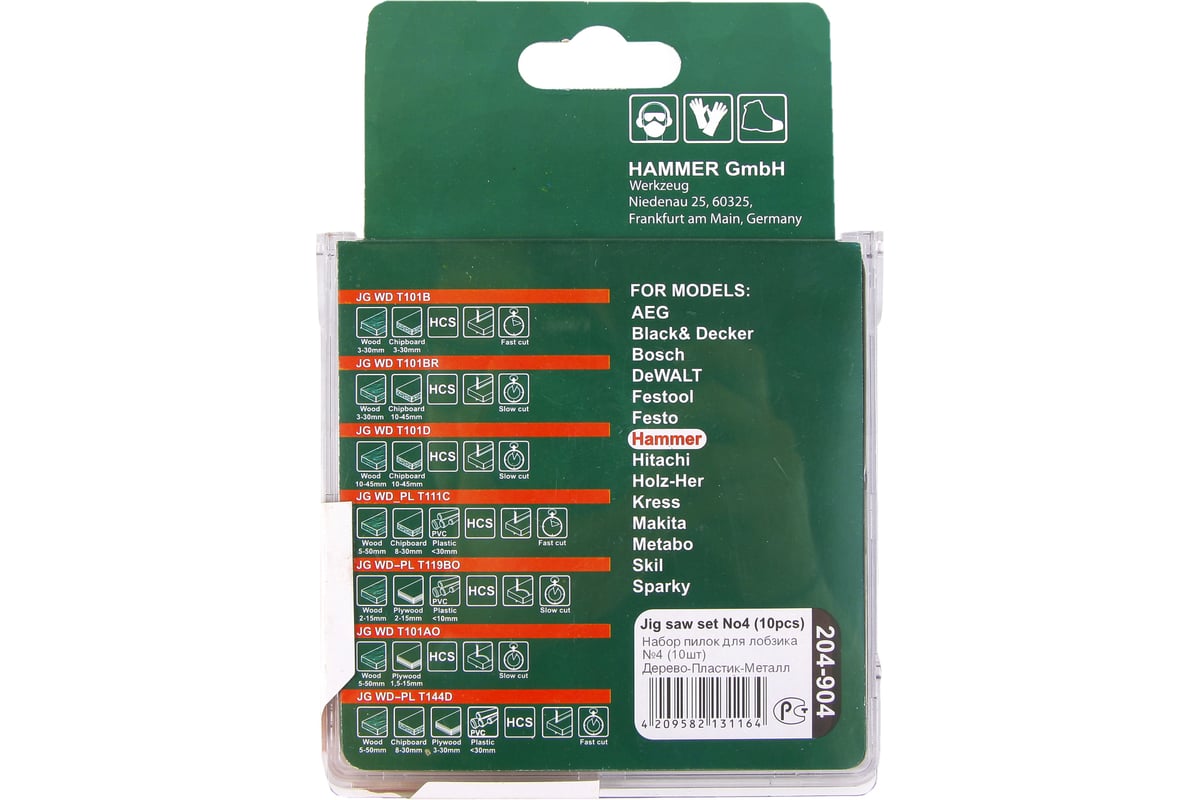 HAMMER GmbH
Werkzeug
Niedenau 25, 60325,
Frankfurt am Main, Germany
JG WD T101B
HCS
Wood Chipboard Fast cut
3-30mm 3-30mm
JG WD T101BR
HCS
Wood Chipboard Slow cut
3-30mm 10-45mm
JG WD T101D
HCS
Wood Chipboard Slow cut
10-45mm 10-45mm
JG WD_PL T111C
PVC HCS
Wood Chipboard Plastic Fast cut
5-50mm 8-30mm <30mm
JG WD-PL T119BO
PVC HCS
Wood Plywood Plastic Slow cut
2-15mm 2-15mm <10mm
JG WD T101AO
HCS
Wood Plywood Slow cut
5-50mm 1,5-15mm
JG WD-PL T144D
PVC HCS
Wood Chipboard Plywood Plastic Fast cut
5-50mm 8-30mm 3-30mm <30mm
FOR MODELS:
AEG
Black& Decker
Bosch
DeWALT
Festool
Festo
Hammer
Hitachi
Holz-Her
Kress
Makita
Metabo
Skil
Sparky
Jig saw set No4 (10pcs)
Набор пилок для лобзика
№4 (10шт)
Дерево-Пластик-Металл
4 209582 131164
204-904